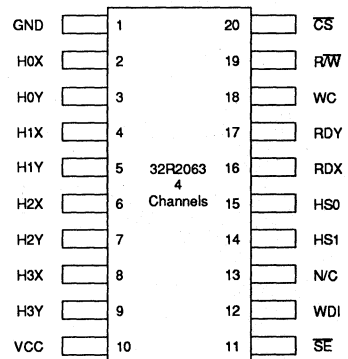 GND 1 20 C̅S̅
H0X 2 19 R/W̅
H0Y 3 18 WC
H1X 4 17 RDY
H1Y 5 32R2063 16 RDX
4
H2X 6 Channels 15 HS0
H2Y 7 14 HS1
H3X 8 13 N/C
H3Y 9 12 WDI
VCC 10 11 S̅E̅